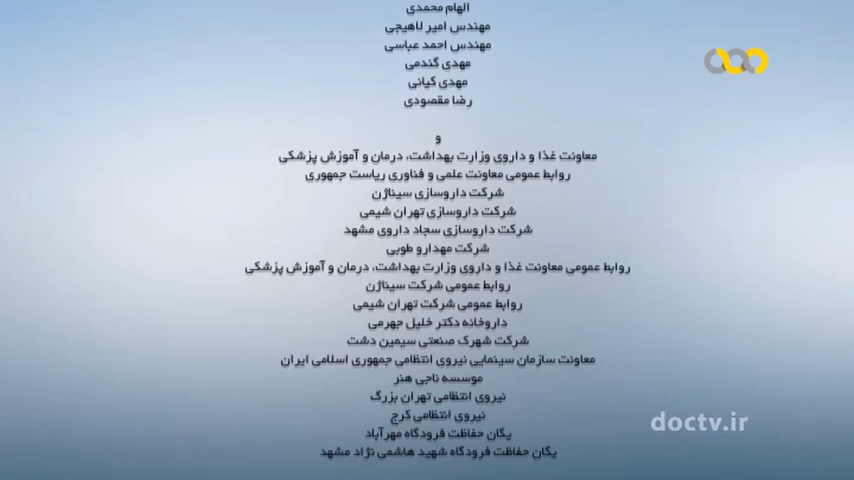 الهام محمدی
مهندس امیر لاهیجی
مهندس احمد عباسی
مهدی گندمی
مهدی کیانی
رضا مقصودی
و
معاونت غذا و داروی وزارت بهداشت، درمان و آموزش پزشکی
روابط عمومی معاونت علمی و فناوری ریاست جمهوری
شرکت داروسازی سیناژن
شرکت داروسازی تهران شیمی
شرکت داروسازی سجاد داروی مشهد
شرکت مهدارو طوبی
روابط عمومی معاونت غذا و داروی وزارت بهداشت، درمان و آموزش پزشکی
روابط عمومی شرکت سیناژن
روابط عمومی شرکت تهران شیمی
داروخانه دکتر خلیل جهرمی
شرکت شهرک صنعتی سیمین دشت
معاونت سازمان سینمایی نیروی انتظامی جمهوری اسلامی ایران
موسسه ناجی هنر
نیروی انتظامی تهران بزرگ
نیروی انتظامی کرج
یگان حفاظت فرودگاه مهرآباد
یگان حفاظت فرودگاه شهید هاشمی نژاد مشهد
doctv.ir